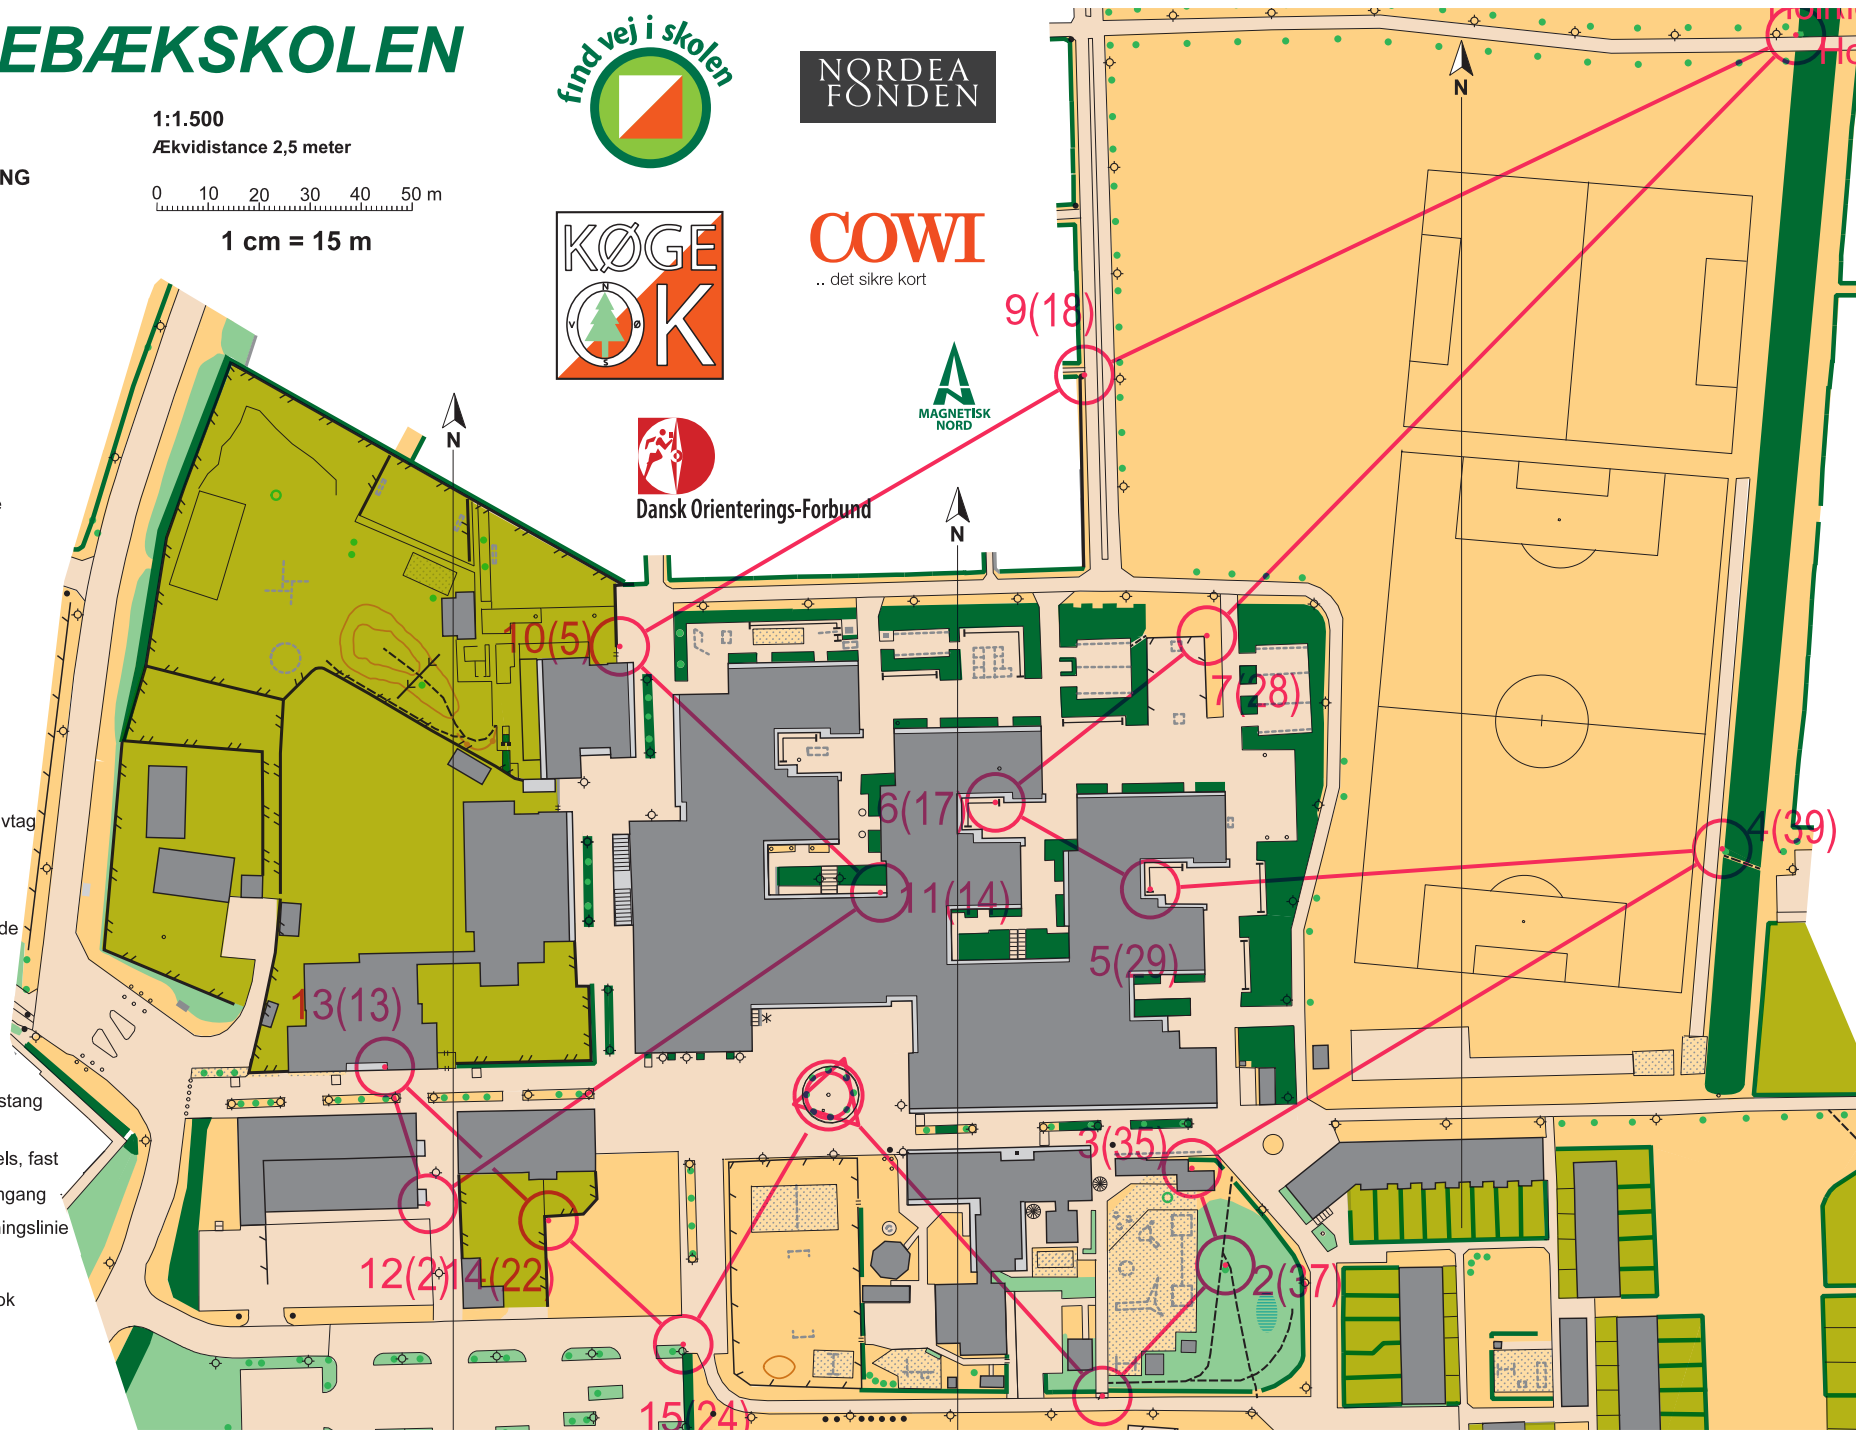 EBÆKSKOLEN
1:1.500
Ækvidistance 2,5 meter
NG
0 10 20 30 40 50 m
1 cm = 15 m
find vej i skolen
NORDEA
FONDEN
KØGE
OK
N
V
Ø
S
COWI
.. det sikre kort
MAGNETISK
NORD
Dansk Orienterings-Forbund
N
N
N
9(18)
10(5)
7(28)
6(17)
4(39)
11(14)
5(29)
13(13)
3(35)
12(2)
14(22)
2(37)
15(24)
vtag
de
stang
els, fast
ngang
ningslinie
ok